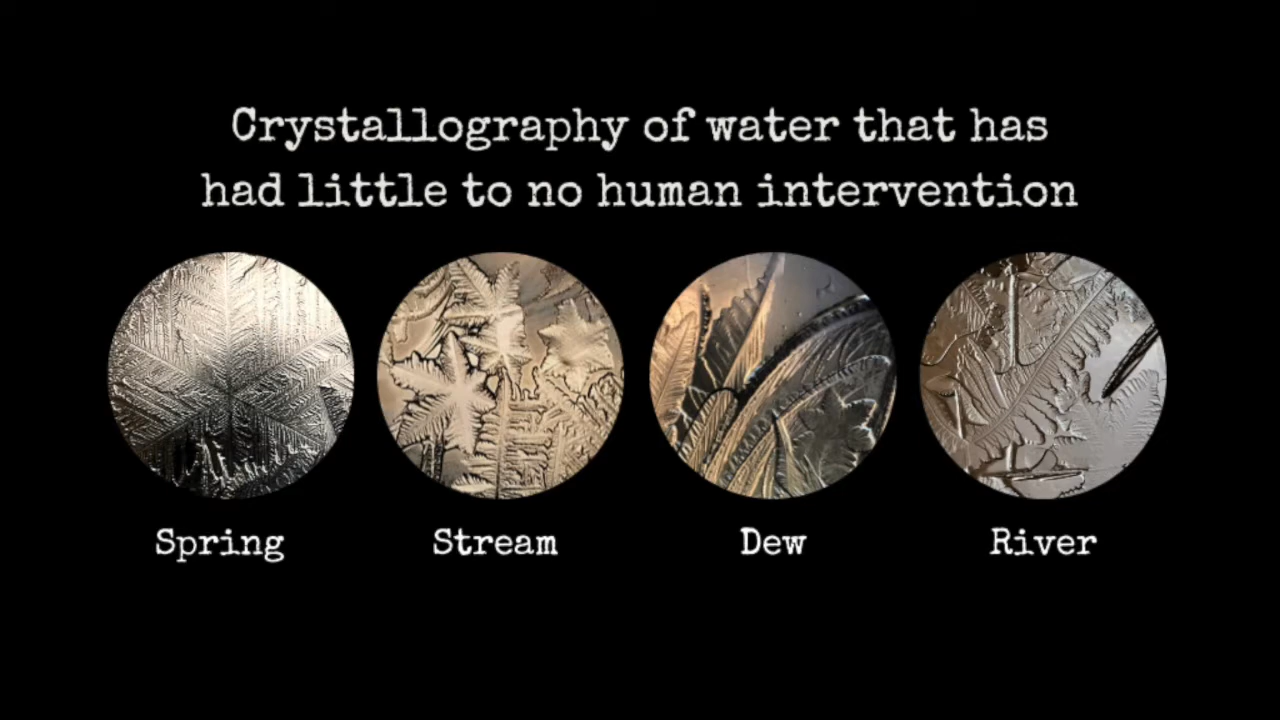 Crystallography of water that has
had little to no human intervention
Spring
Stream
Dew
River